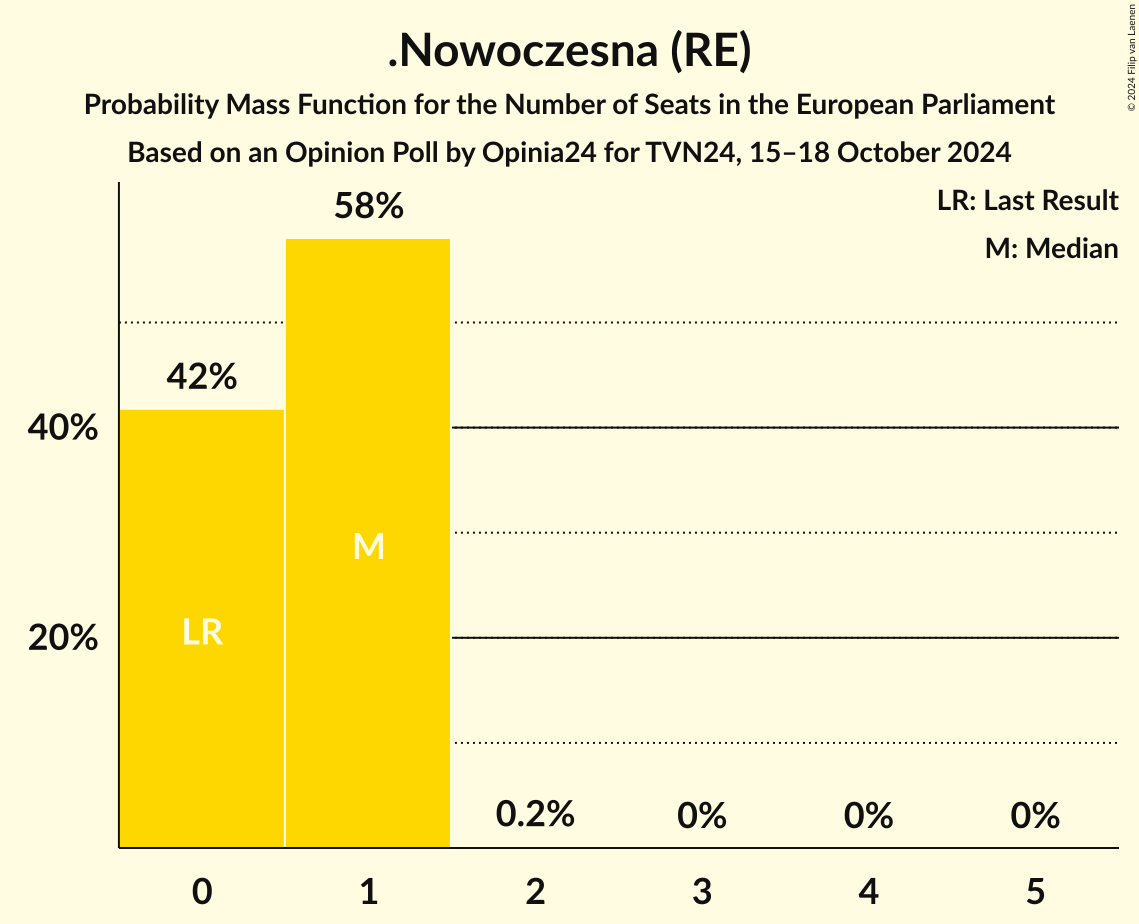 .Nowoczesna (RE)
Probability Mass Function for the Number of Seats in the European Parliament
Based on an Opinion Poll by Opinia24 for TVN24, 15–18 October 2024
© 2024 Filip van Laenen
LR: Last Result
M: Median
58%
42%
40%
M
LR
20%
0.2%
0%
0%
0%
0
1
2
3
4
5